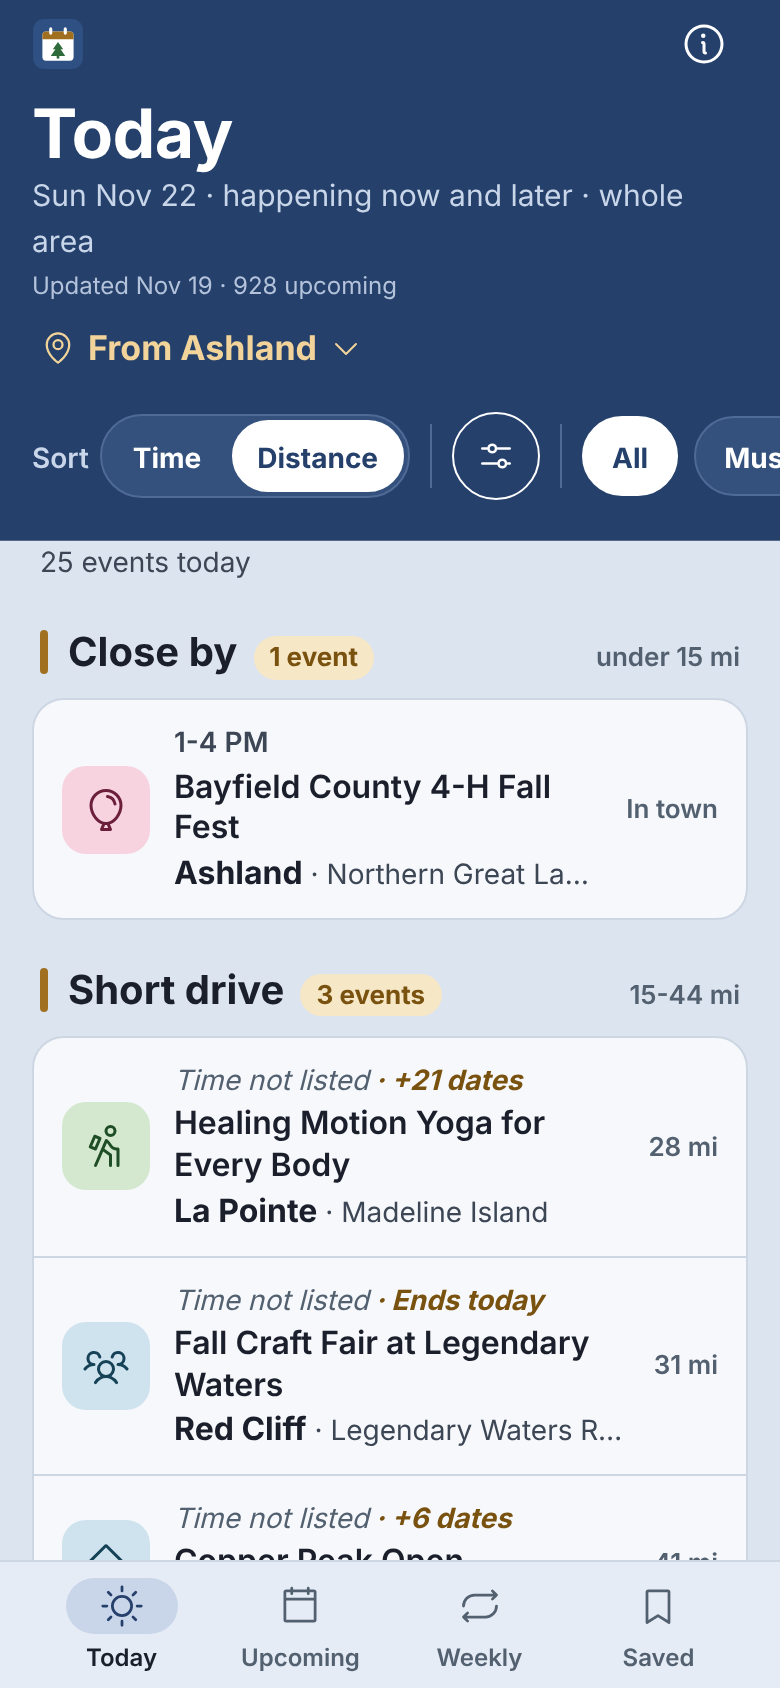 Today
Sun Nov 22 · happening now and later · whole
area
Updated Nov 19 · 928 upcoming
From Ashland
Sort Time Distance All Mus
25 events today
Close by 1 event under 15 mi
1-4 PM
Bayfield County 4-H Fall
Fest
In town
Ashland · Northern Great La...
Short drive 3 events 15-44 mi
Time not listed · +21 dates
Healing Motion Yoga for
Every Body
28 mi
La Pointe · Madeline Island
Time not listed · Ends today
Fall Craft Fair at Legendary
Waters
31 mi
Red Cliff · Legendary Waters R...
Time not listed · +6 dates
Copper Peak Open
41 mi
Today Upcoming Weekly Saved